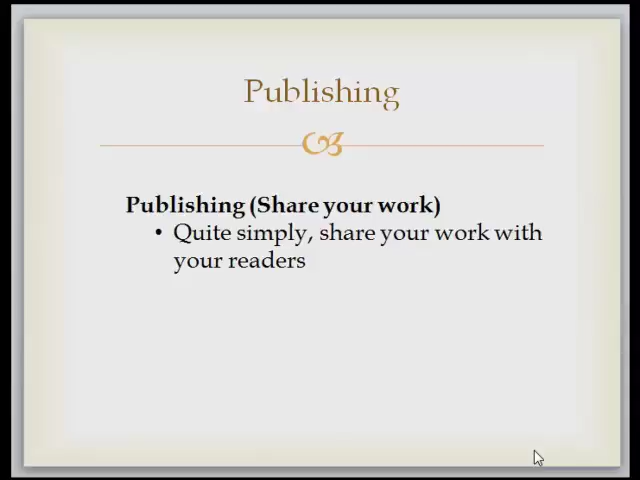 Publishing
Publishing (Share your work)
• Quite simply, share your work with
your readers